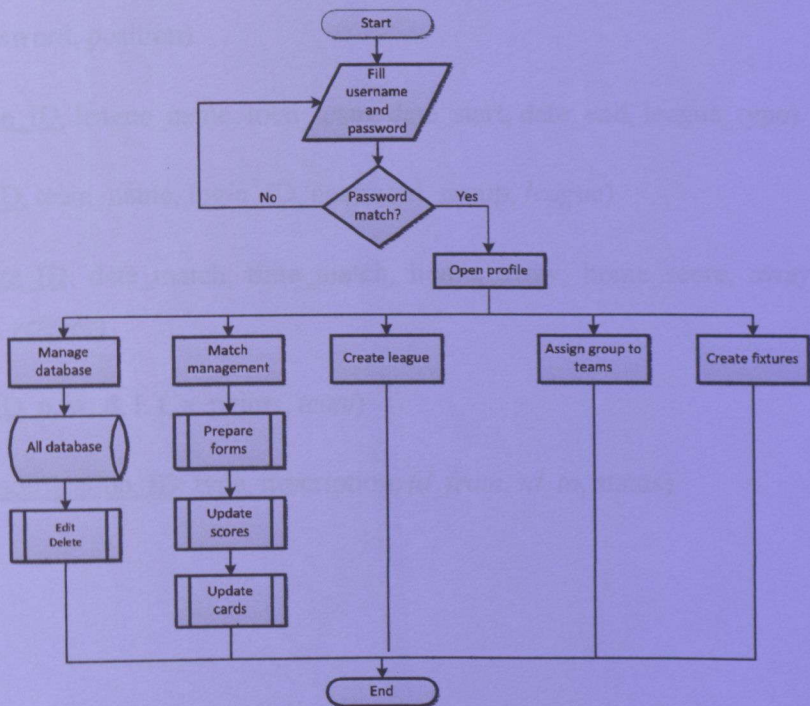 Start
Fill
username
and
password
No
Password
match?
Yes
Open profile
Manage
database
Match
management
Create league
Assign group to
teams
Create fixtures
All database
Prepare
forms
Edit
Delete
Update
scores
Update
cards
End